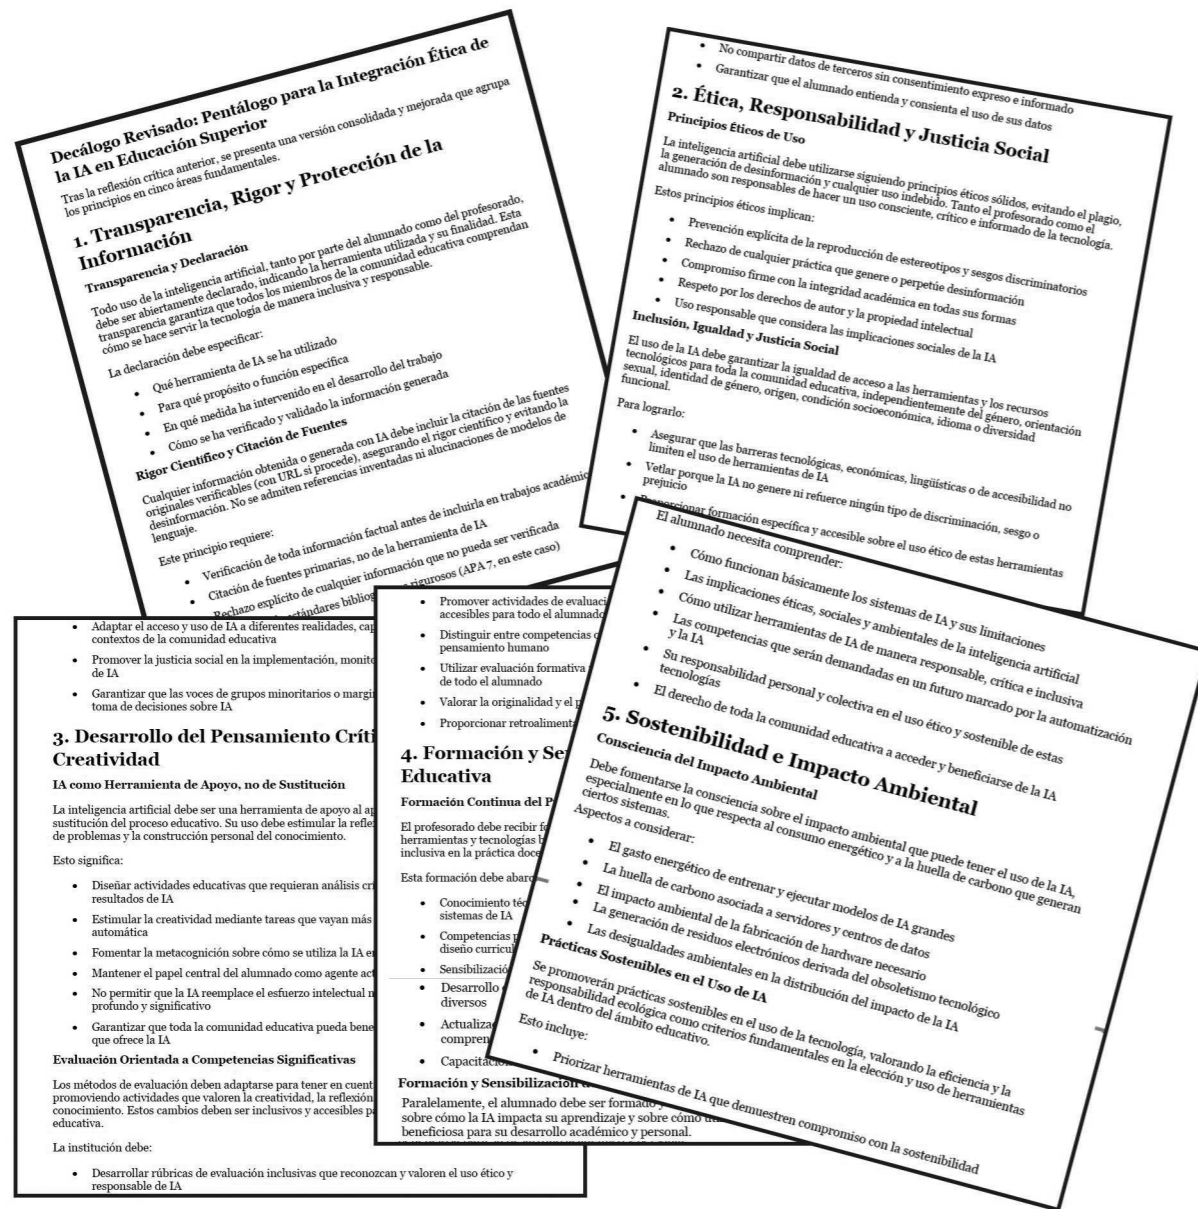 Decálogo Revisado: Pentálogo para la Integración Ética de
la IA en Educación Superior
Tras la reflexión crítica anterior, se presenta una versión consolidada y mejorada que agrupa
los principios en cinco áreas fundamentales.
1. Transparencia, Rigor y Protección de la
Información
Transparencia y Declaración
Todo uso de la inteligencia artificial, tanto por parte del alumnado como del profesorado,
debe ser abiertamente declarado, indicando la herramienta utilizada y su finalidad. Esta
transparencia garantiza que todos los miembros de la comunidad educativa comprendan
cómo se hace servir la tecnología de manera inclusiva y responsable.
La declaración debe especificar:
• Qué herramienta de IA se ha utilizado
• Para qué propósito o función específica
• En qué medida ha intervenido en el desarrollo del trabajo
• Cómo se ha verificado y validado la información generada
Rigor Científico y Citación de Fuentes
Cualquier información obtenida o generada con IA debe incluir la citación de las fuentes
originales verificables (con URL si procede), asegurando el rigor científico y evitando la
desinformación. No se admiten referencias inventadas ni alucinaciones de modelos de
lenguaje.
Este principio requiere:
• Verificación de toda información factual antes de incluirla en trabajos académic
• Citación de fuentes primarias, no de la herramienta de IA
• Rechazo explícito de cualquier información que no pueda ser verificada
rigurosos (APA 7, en este caso)
• No compartir datos de terceros sin consentimiento expreso e informado
• Garantizar que el alumnado entienda y consienta el uso de sus datos
2. Ética, Responsabilidad y Justicia Social
Principios Éticos de Uso
La inteligencia artificial debe utilizarse siguiendo principios éticos sólidos, evitando el plagio,
la generación de desinformación y cualquier uso indebido. Tanto el profesorado como el
alumnado son responsables de hacer un uso consciente, crítico e informado de la tecnología.
Estos principios éticos implican:
• Prevención explícita de la reproducción de estereotipos y sesgos discriminatorios
• Rechazo de cualquier práctica que genere o perpetúe desinformación
• Compromiso firme con la integridad académica en todas sus formas
• Respeto por los derechos de autor y la propiedad intelectual
• Uso responsable que considera las implicaciones sociales de la IA
Inclusión, Igualdad y Justicia Social
El uso de la IA debe garantizar la igualdad de acceso a las herramientas y los recursos
tecnológicos para toda la comunidad educativa, independientemente del género, orientación
sexual, identidad de género, origen, condición socioeconómica, idioma o diversidad
funcional.
Para lograrlo:
• Asegurar que las barreras tecnológicas, económicas, lingüísticas o de accesibilidad no
limiten el uso de herramientas de IA
• Vetlar porque la IA no genere ni refuerce ningún tipo de discriminación, sesgo o
prejuicio
• Proporcionar formación específica y accesible sobre el uso ético de estas herramientas
• Adaptar el acceso y uso de IA a diferentes realidades, cap
contextos de la comunidad educativa
• Promover la justicia social en la implementación, monito
de IA
• Garantizar que las voces de grupos minoritarios o margi
toma de decisiones sobre IA
3. Desarrollo del Pensamiento Críti
Creatividad
IA como Herramienta de Apoyo, no de Sustitución
La inteligencia artificial debe ser una herramienta de apoyo al ap
sustitución del proceso educativo. Su uso debe estimular la refle
de problemas y la construcción personal del conocimiento.
Esto significa:
• Diseñar actividades educativas que requieran análisis crí
resultados de IA
• Estimular la creatividad mediante tareas que vayan más
automática
• Fomentar la metacognición sobre cómo se utiliza la IA e
• Mantener el papel central del alumnado como agente act
• No permitir que la IA reemplace el esfuerzo intelectual n
profundo y significativo
• Garantizar que toda la comunidad educativa pueda bene
que ofrece la IA
Evaluación Orientada a Competencias Significativas
Los métodos de evaluación deben adaptarse para tener en cuent
promoviendo actividades que valoren la creatividad, la reflexión
conocimiento. Estos cambios deben ser inclusivos y accesibles pa
educativa.
La institución debe:
• Desarrollar rúbricas de evaluación inclusivas que reconozcan y valoren el uso ético y
responsable de IA
• Promover actividades de evaluaci
accesibles para todo el alumnado
• Distinguir entre competencias
pensamiento humano
• Utilizar evaluación formativa
de todo el alumnado
• Valorar la originalidad y el p
• Proporcionar retroaliment
4. Formación y Se
Educativa
Formación Continua del P
El profesorado debe recibir fo
herramientas y tecnologías b
inclusiva en la práctica doce
Esta formación debe abarc
• Conocimiento téc
sistemas de IA
• Competencias p
diseño curricul
• Sensibilizació
• Desarrollo
diversos
• Actualizac
compren
• Capacitació
Formación y Sensibilización
Paralelamente, el alumnado debe ser formado y
sobre cómo la IA impacta su aprendizaje y sobre cómo
beneficiosa para su desarrollo académico y personal.
El alumnado necesita comprender:
• Cómo funcionan básicamente los sistemas de IA y sus limitaciones
• Las implicaciones éticas, sociales y ambientales de la inteligencia artificial
• Cómo utilizar herramientas de IA de manera responsable, crítica e inclusiva
• Las competencias que serán demandadas en un futuro marcado por la automatización
y la IA
• Su responsabilidad personal y colectiva en el uso ético y sostenible de estas
tecnologías
• El derecho de toda la comunidad educativa a acceder y beneficiarse de la IA
5. Sostenibilidad e Impacto Ambiental
Consciencia del Impacto Ambiental
Debe fomentarse la consciencia sobre el impacto ambiental que puede tener el uso de la IA,
especialmente en lo que respecta al consumo energético y a la huella de carbono que generan
ciertos sistemas.
Aspectos a considerar:
• El gasto energético de entrenar y ejecutar modelos de IA grandes
• La huella de carbono asociada a servidores y centros de datos
• El impacto ambiental de la fabricación de hardware necesario
• La generación de residuos electrónicos derivada del obsoletismo tecnológico
• Las desigualdades ambientales en la distribución del impacto de la IA
Prácticas Sostenibles en el Uso de IA
Se promoverán prácticas sostenibles en el uso de la tecnología, valorando la eficiencia y la
responsabilidad ecológica como criterios fundamentales en la elección y uso de herramientas
de IA dentro del ámbito educativo.
Esto incluye:
• Priorizar herramientas de IA que demuestren compromiso con la sostenibilidad